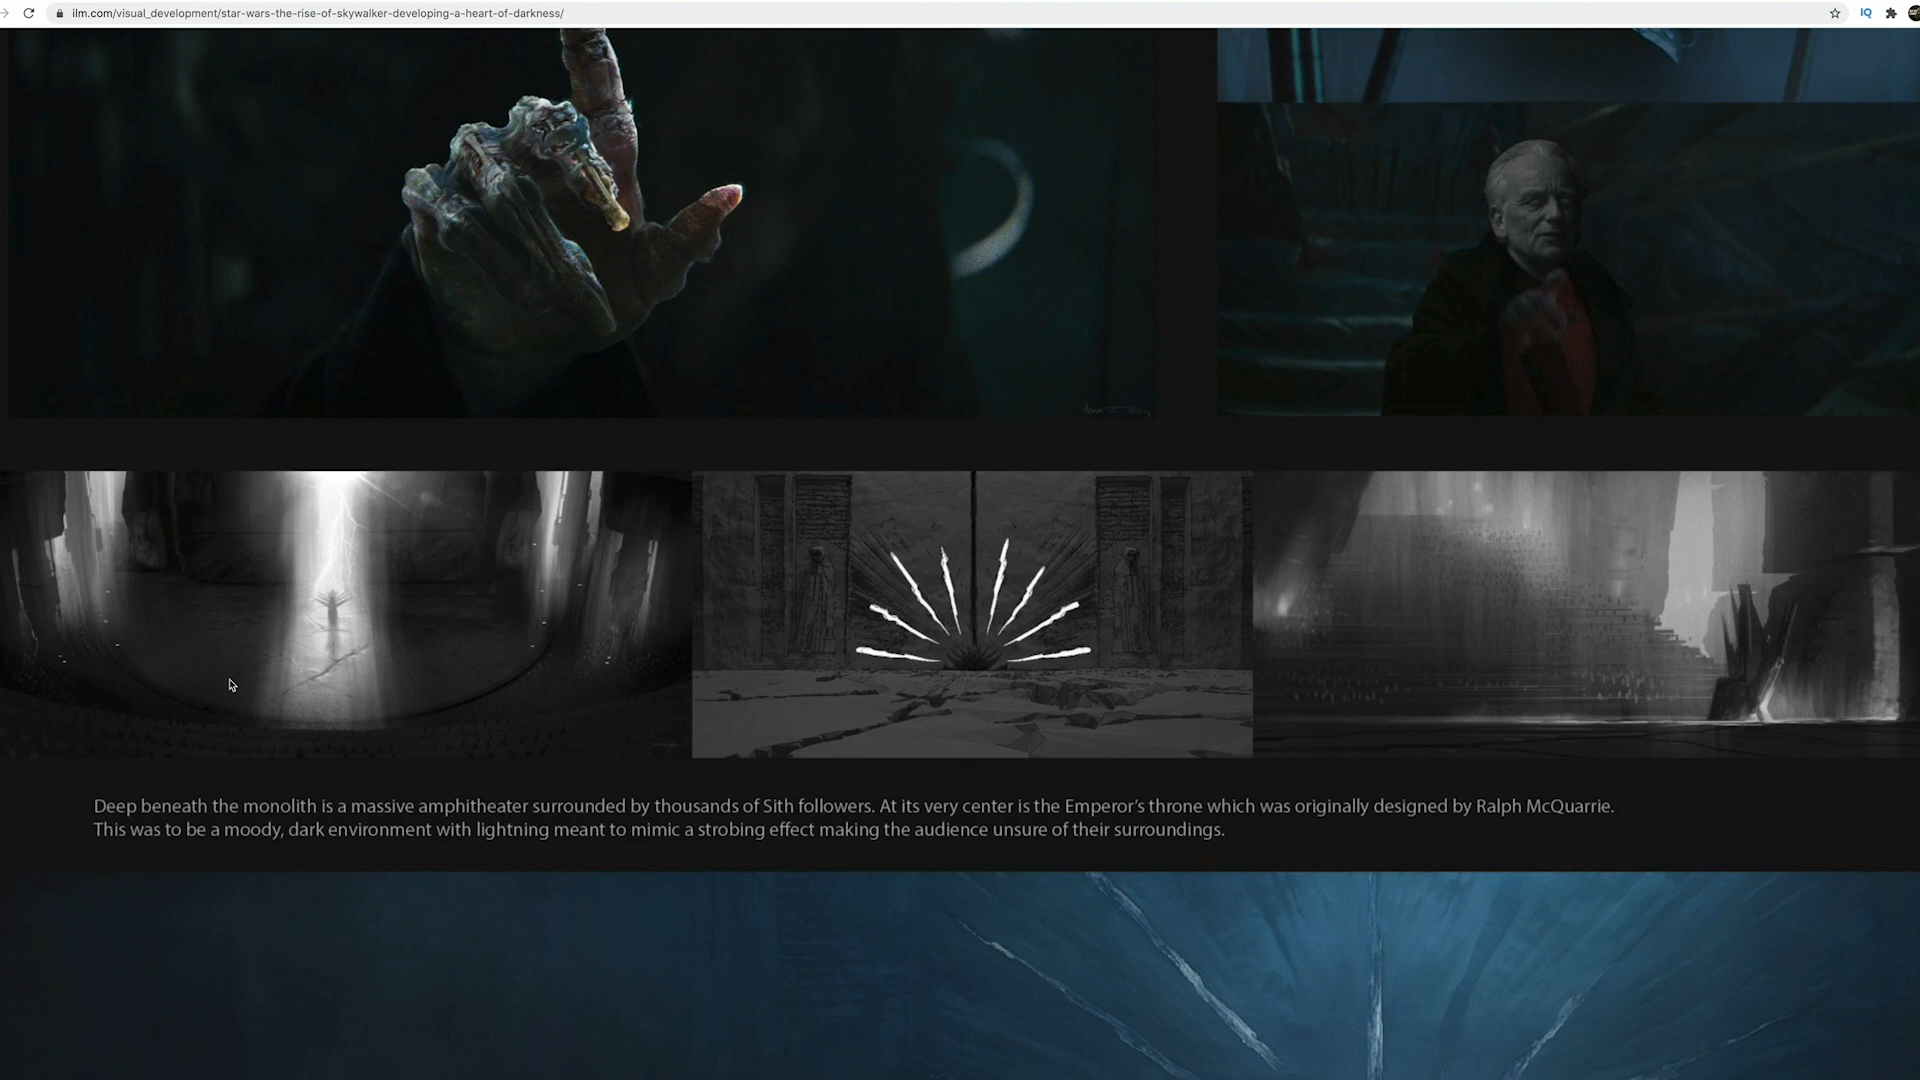 ilm.com/visual_development/star-wars-the-rise-of-skywalker-developing-a-heart-of-darkness/
IQ
Deep beneath the monolith is a massive amphitheater surrounded by thousands of Sith followers. At its very center is the Emperor's throne which was originally designed by Ralph McQuarrie.
This was to be a moody, dark environment with lightning meant to mimic a strobing effect making the audience unsure of their surroundings.